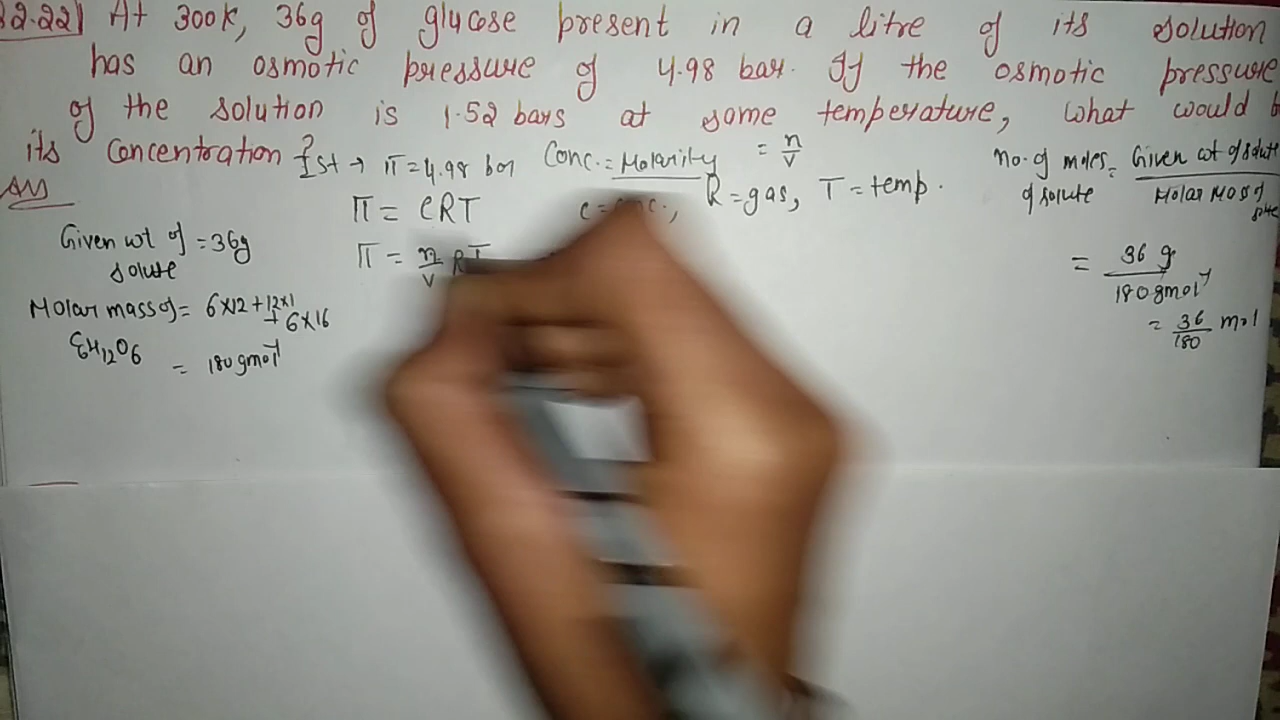 2.22) At 300K, 36g of glucose present in a litre of its solution
has an osmotic pressure of 4.98 bar. If the osmotic pressure
of the solution is 1.52 bars at same temperature, what would b
its concentration ?
Ans
Ist → π = 4.98 bar
Conc. = Molarity = n/v
R = gas, T = temp.
π = CRT
π = n/v RT
Given wt of = 36g
solute
Molar mass of = 6×12 + 12×1
+ 6×16
C6H12O6
= 180 gmol⁻¹
no. of moles = Given wt of solute
of solute Molar Mass of
solute
= 36 g
180 gmol⁻¹
= 36/180 mol